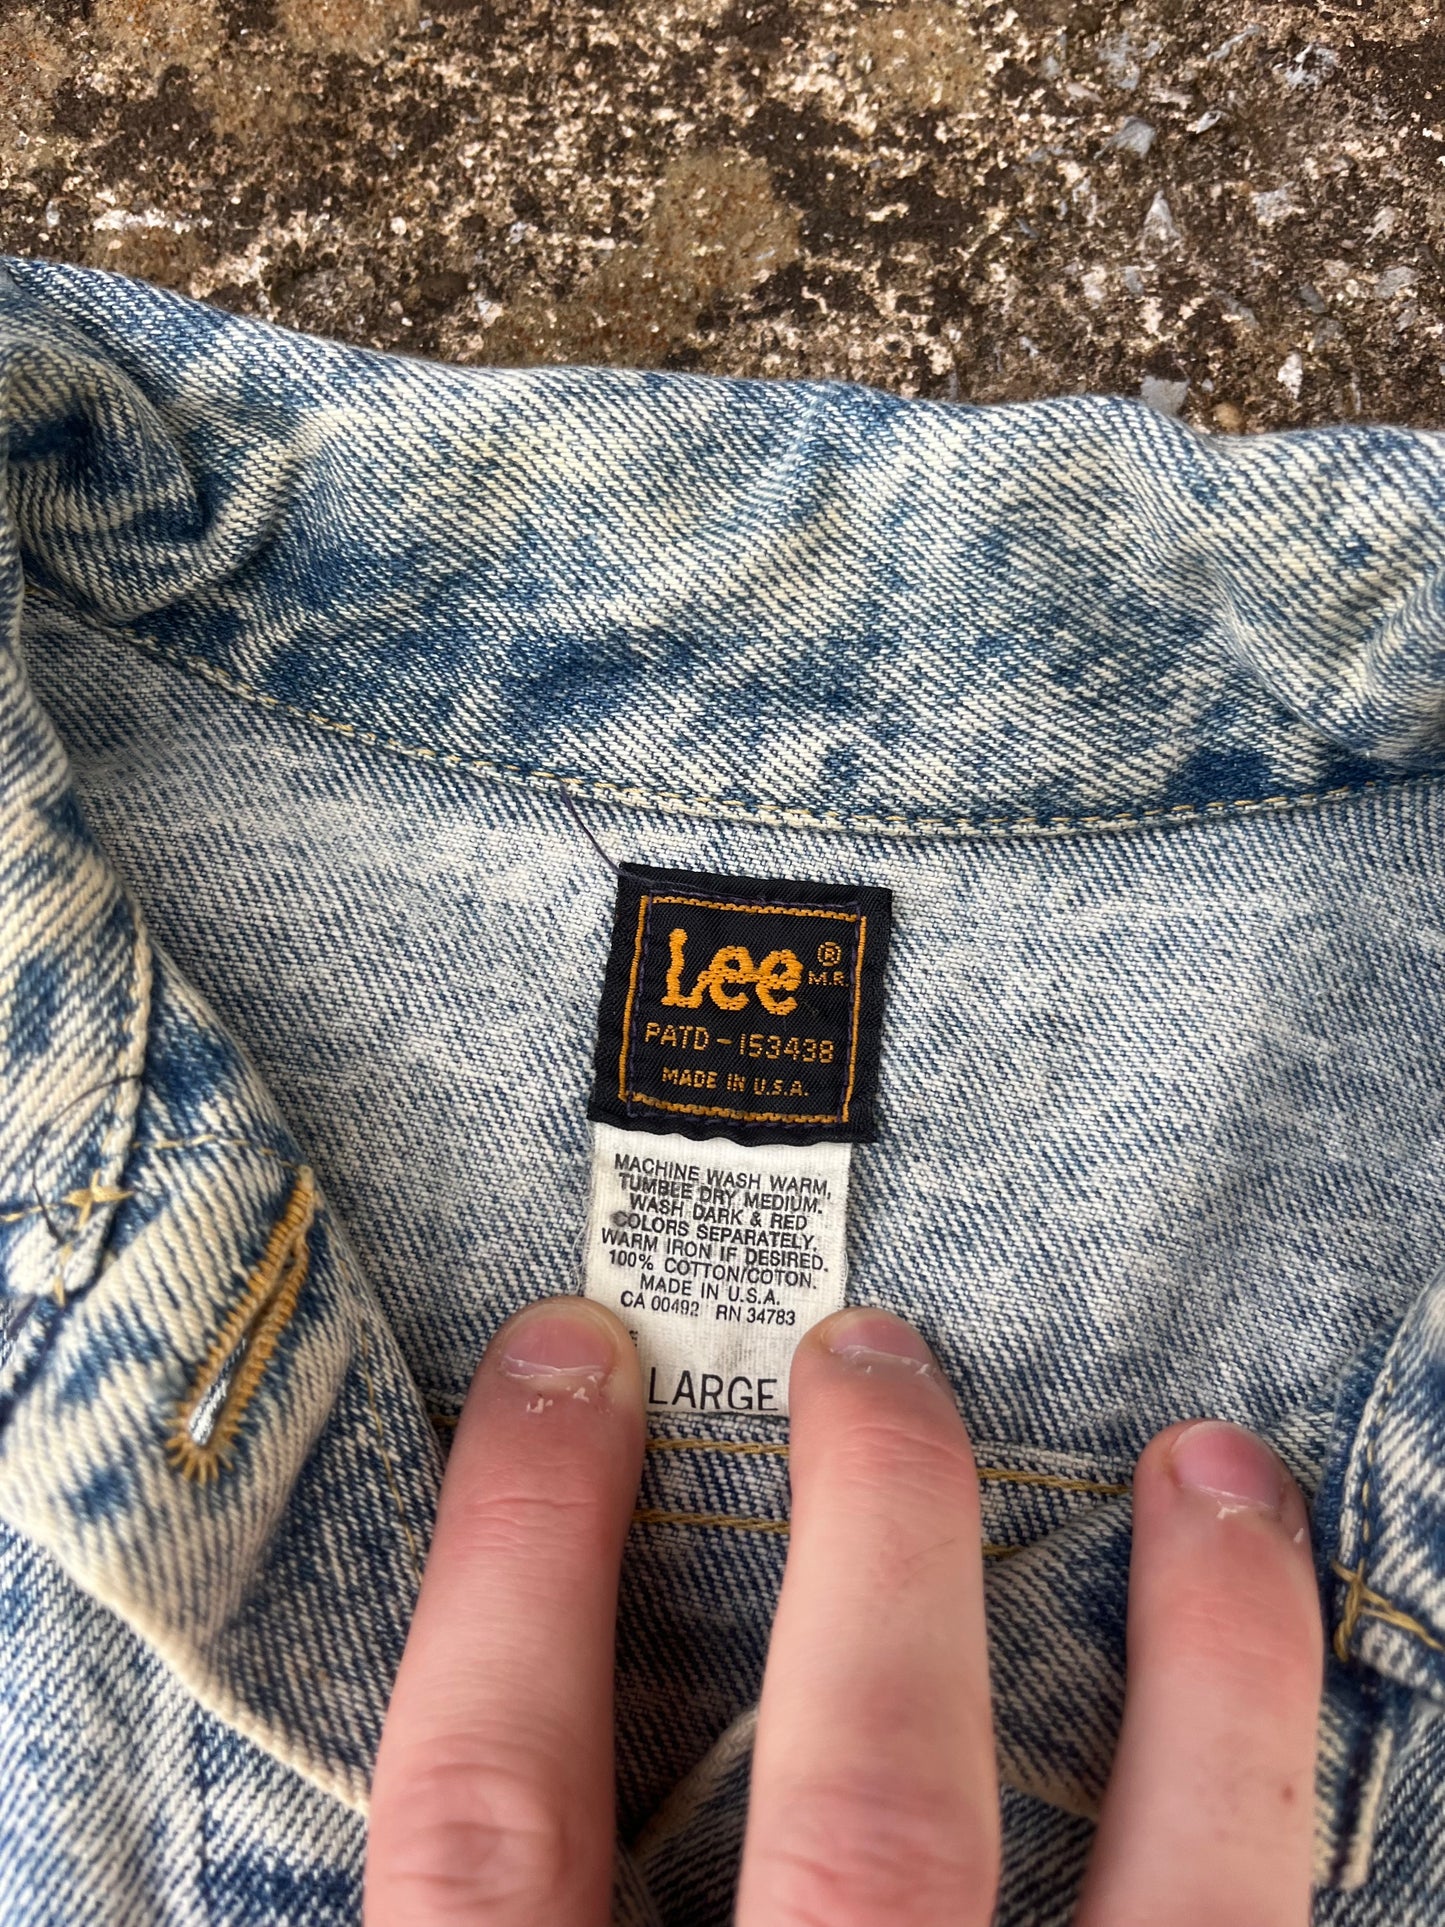 Lee ® M.R.
PATD-153438
MADE IN U.S.A.
MACHINE WASH WARM,
TUMBLE DRY MEDIUM.
WASH DARK & RED
COLORS SEPARATELY.
WARM IRON IF DESIRED.
100% COTTON/COTON.
MADE IN U.S.A.
CA 00492 RN 34783
LARGE